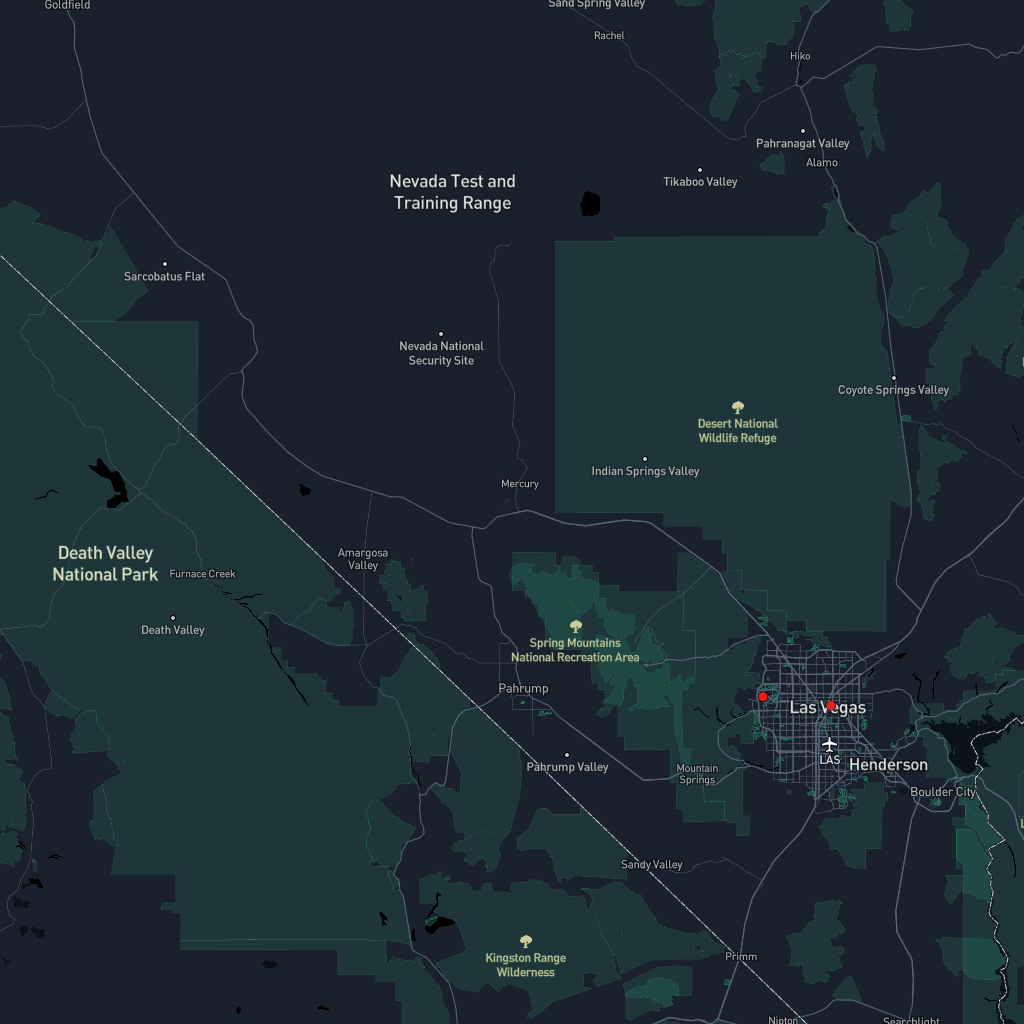 Goldfield
Sand Spring Valley
Rachel
Hiko
Pahranagat Valley
Alamo
Nevada Test and
Training Range
Tikaboo Valley
Sarcobatus Flat
Nevada National
Security Site
Coyote Springs Valley
Desert National
Wildlife Refuge
Indian Springs Valley
Mercury
Death Valley
National Park
Amargosa
Valley
Furnace Creek
Death Valley
Spring Mountains
National Recreation Area
Pahrump
Las Vegas
LAS
Pahrump Valley
Mountain
Springs
Henderson
Boulder City
Sandy Valley
Kingston Range
Wilderness
Primm
Nipton
Searchlight